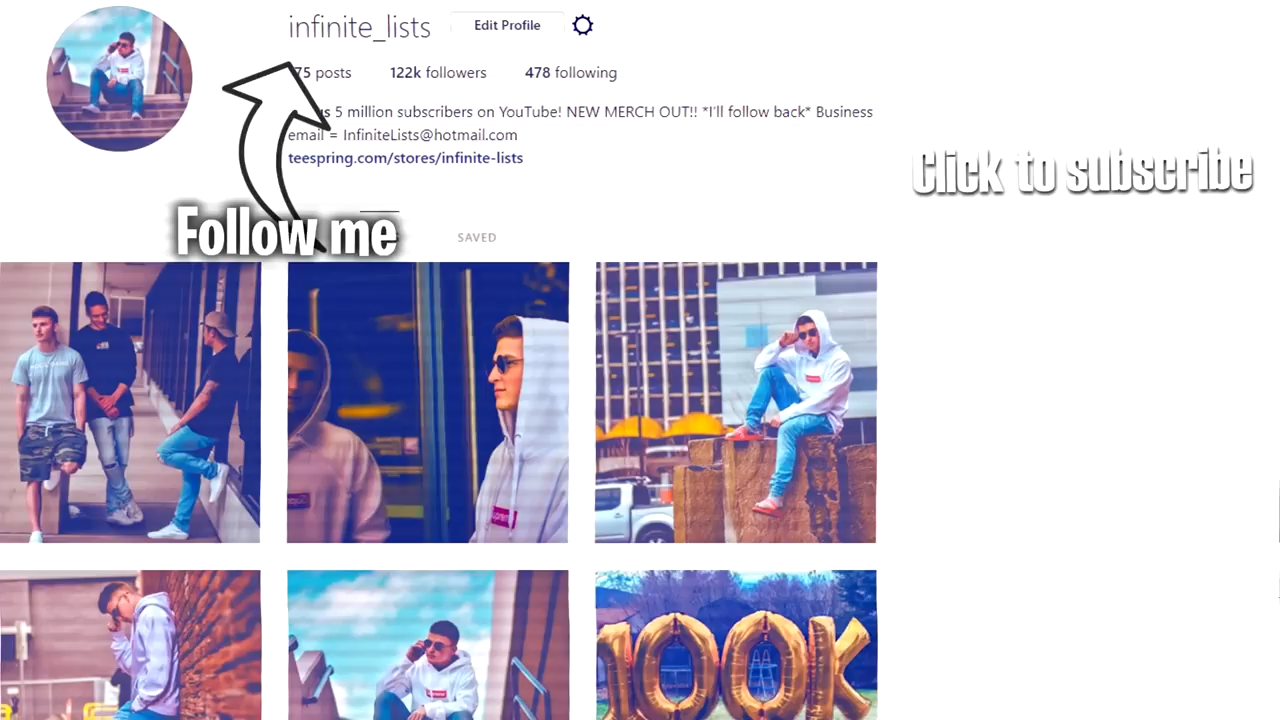 infinite_lists
Edit Profile
75 posts 122k followers 478 following
5 million subscribers on YouTube! NEW MERCH OUT!! *I'll follow back* Business
email = InfiniteLists@hotmail.com
teespring.com/stores/infinite-lists
Click to subscribe
Follow me
SAVED
100K